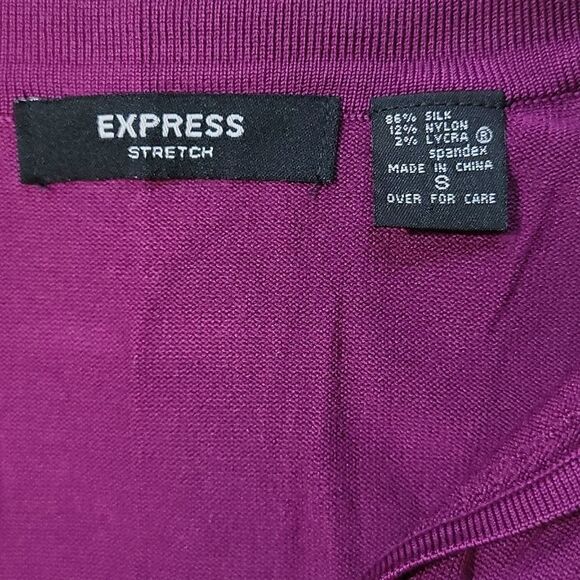 EXPRESS
STRETCH
86% SILK
12% NYLON
2% LYCRA ®
spandex
MADE IN CHINA
S
OVER FOR CARE